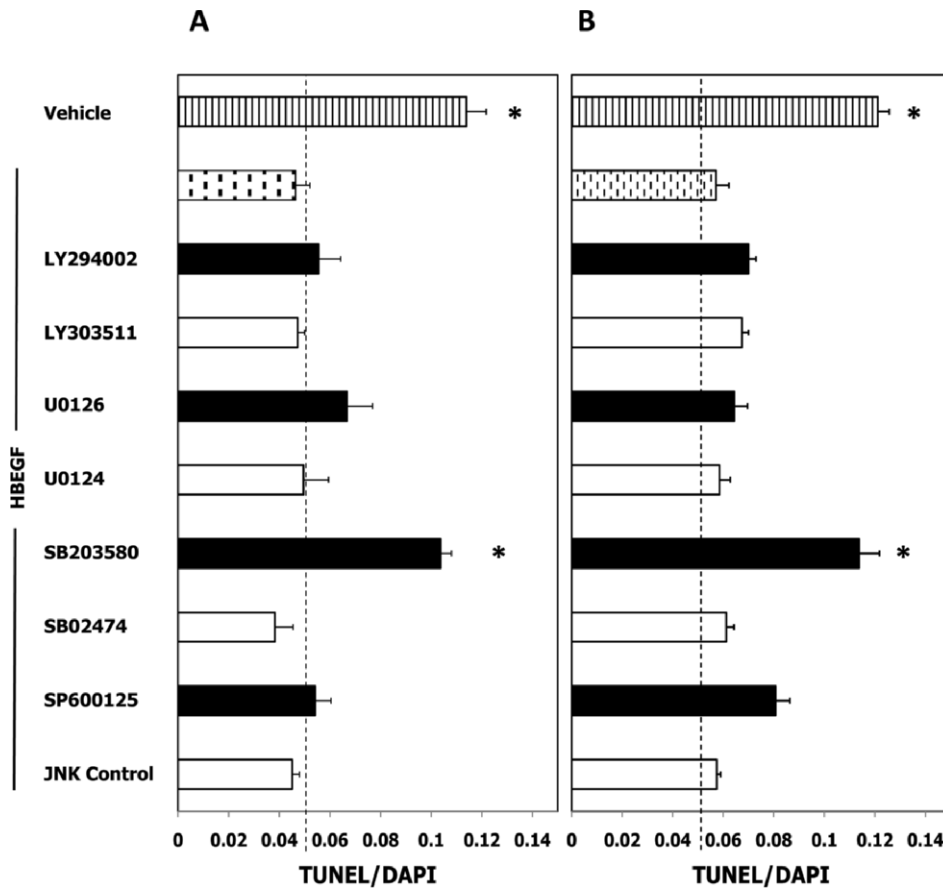 A B
Vehicle * *
LY294002
LY303511
U0126
U0124
HBEGF
SB203580 * *
SB02474
SP600125
JNK Control
0 0.02 0.04 0.06 0.08 0.1 0.12 0 0.02 0.04 0.06 0.08 0.1 0.12 0.14
TUNEL/DAPI TUNEL/DAPI